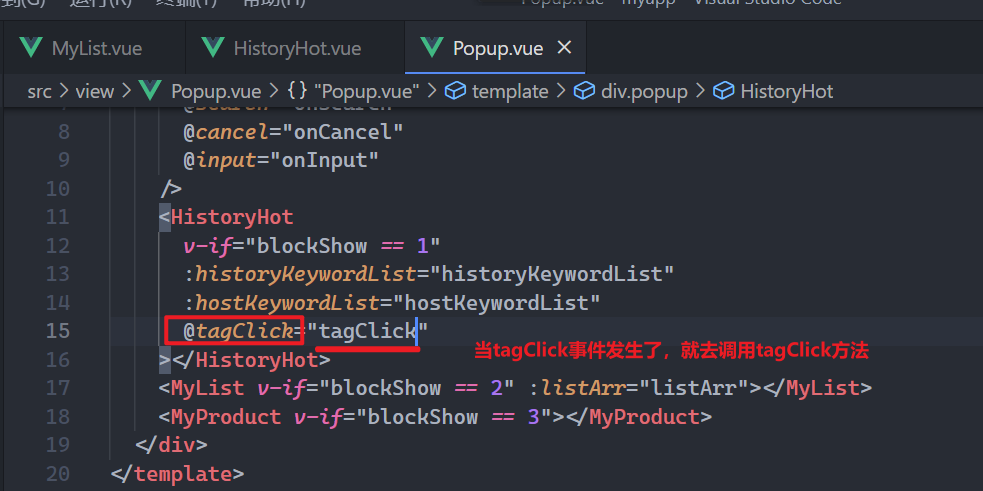 到(G) 运行(R) 终端(T) 帮助(H) Popup.vue - myapp - Visual Studio Code
MyList.vue HistoryHot.vue Popup.vue ×
src > view > Popup.vue > {} "Popup.vue" > template > div.popup > HistoryHot
@search="onSearch"
8 @cancel="onCancel"
9 @input="onInput"
10 />
11 <HistoryHot
12 v-if="blockShow == 1"
13 :historyKeywordList="historyKeywordList"
14 :hostKeywordList="hostKeywordList"
15 @tagClick="tagClick"
当tagClick事件发生了，就去调用tagClick方法
16 ></HistoryHot>
17 <MyList v-if="blockShow == 2" :listArr="listArr"></MyList>
18 <MyProduct v-if="blockShow == 3"></MyProduct>
19 </div>
20 </template>